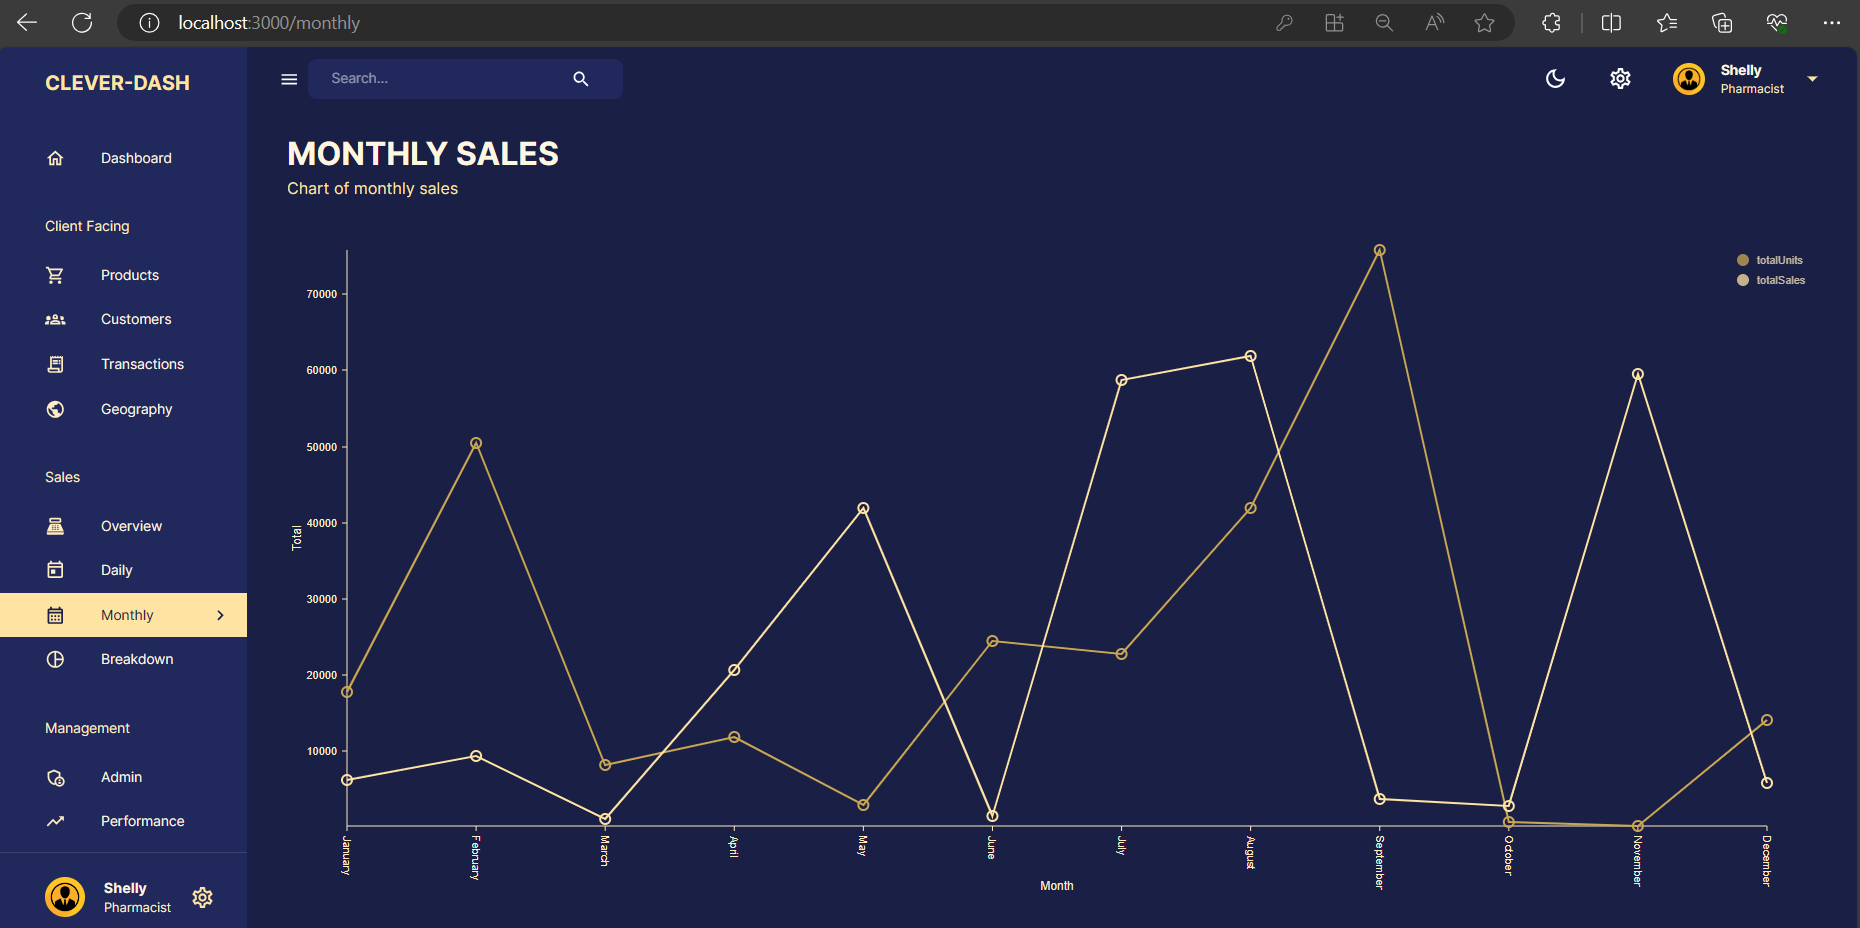 localhost:3000/monthly
CLEVER-DASH
Search...
Shelly
Pharmacist
Dashboard
Client Facing
Products
Customers
Transactions
Geography
Sales
Overview
Daily
Monthly
Breakdown
Management
Admin
Performance
Shelly
Pharmacist
MONTHLY SALES
Chart of monthly sales
totalUnits
totalSales
70000
60000
50000
40000
30000
20000
10000
Total
January
February
March
April
May
June
July
August
September
October
November
December
Month